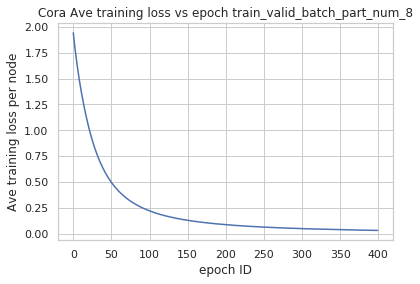 Cora Ave training loss vs epoch train_valid_batch_part_num_8
2.00
1.75
1.50
1.25
1.00
0.75
0.50
0.25
0.00
Ave training loss per node
0 50 100 150 200 250 300 350 400
epoch ID